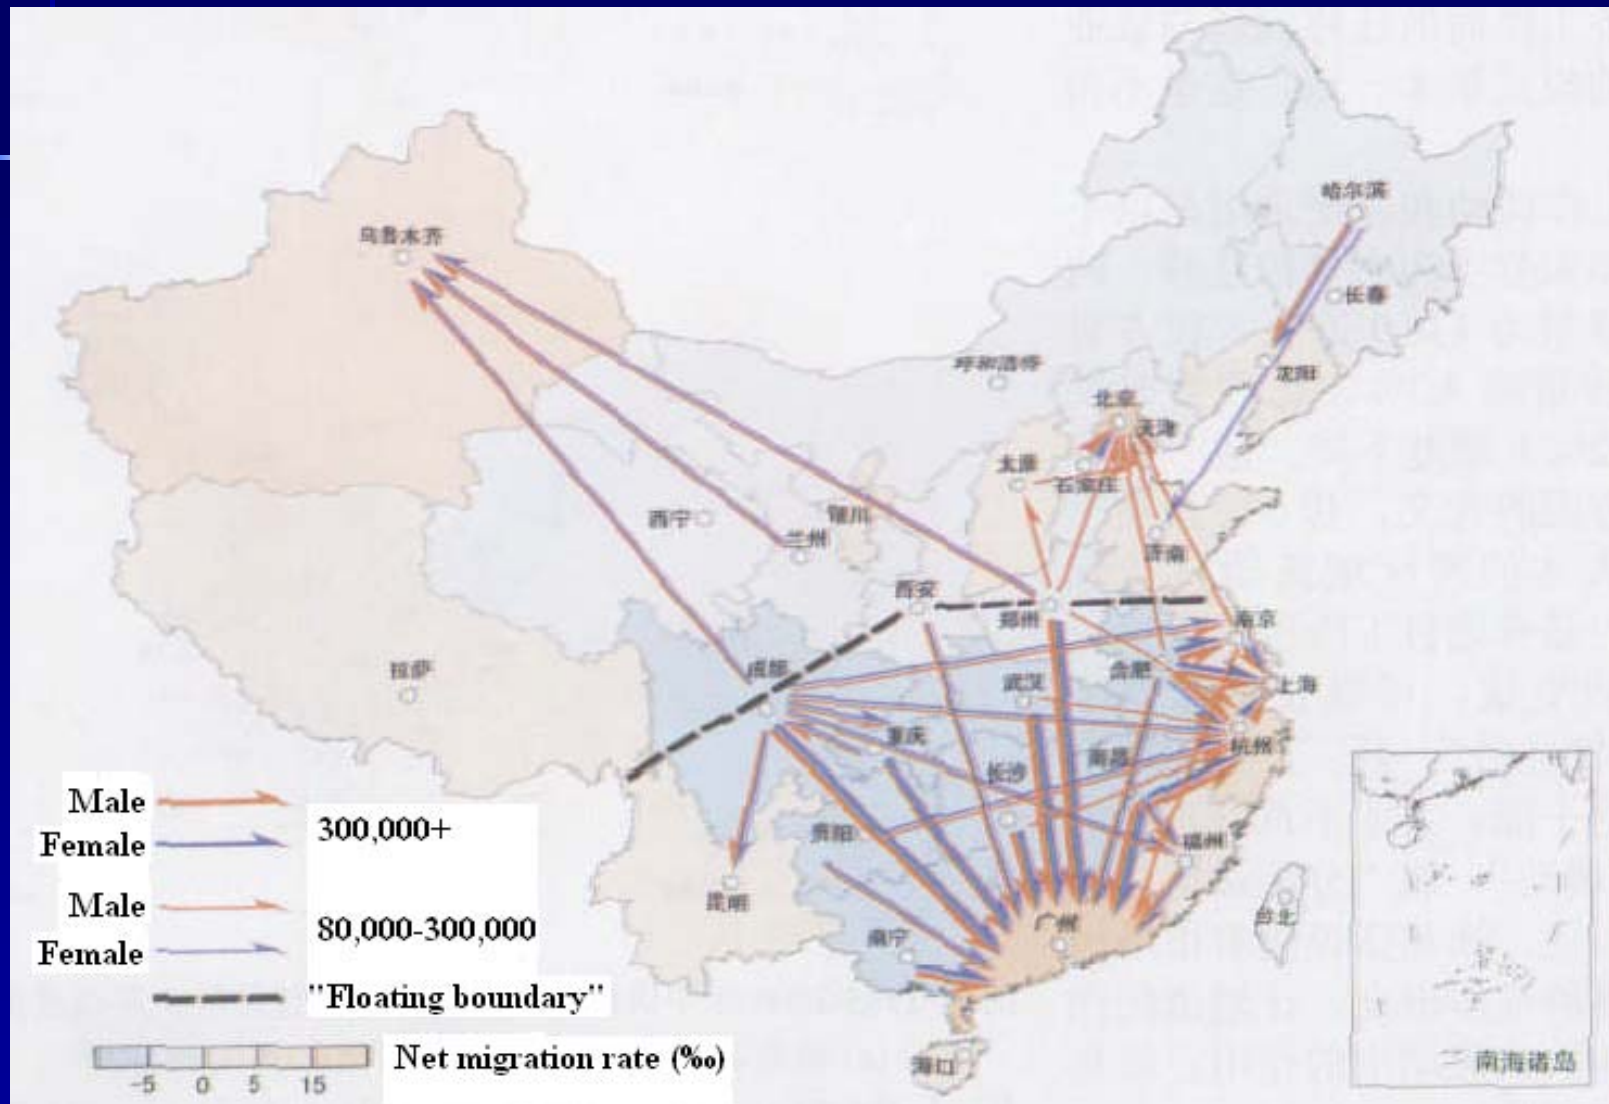 哈尔滨
乌鲁木齐
长春
呼和浩特
沈阳
北京
天津
太原
石家庄
西宁
银川
兰州
济南
西安
郑州
南京
成都
合肥
拉萨
武汉
上海
重庆
杭州
南昌
长沙
贵阳
福州
昆明
台北
广州
南宁
海口
南海诸岛
Male
Female
300,000+
Male
Female
80,000-300,000
"Floating boundary"
-5 0 5 15
Net migration rate (‰)